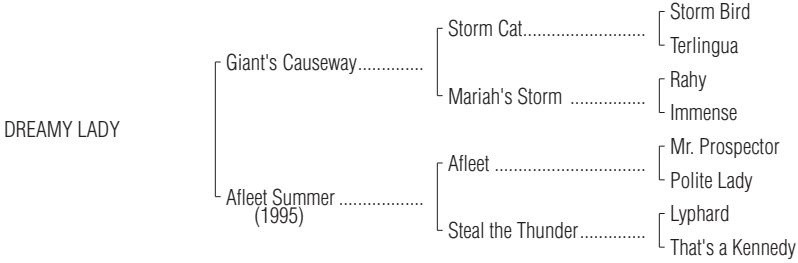 Storm Bird
Storm Cat..........................
Terlingua
Giant's Causeway..............
Rahy
Mariah's Storm ................
Immense
DREAMY LADY
Mr. Prospector
Afleet ................................
Polite Lady
Afleet Summer ..................
(1995)
Lyphard
Steal the Thunder..............
That's a Kennedy